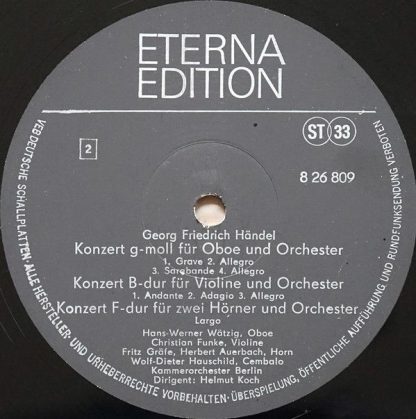 ETERNA
EDITION
ST 33
2
8 26 809
Georg Friedrich Händel
Konzert g-moll für Oboe und Orchester
1. Grave 2. Allegro
3. Sarabande 4. Allegro
Konzert B-dur für Violine und Orchester
1. Andante 2. Adagio 3. Allegro
Konzert F-dur für zwei Hörner und Orchester
Largo
Hans-Werner Wätzig, Oboe
Christian Funke, Violine
Fritz Gräfe, Herbert Auerbach, Horn
Wolf-Dieter Hauschild, Cembalo
Kammerorchester Berlin
Dirigent: Helmut Koch
VEB DEUTSCHE SCHALLPLATTEN · ALLE HERSTELLER- UND URHEBERRECHTE VORBEHALTEN · ÜBERSPIELUNG, ÖFFENTLICHE AUFFÜHRUNG UND RUNDFUNKSENDUNG VERBOTEN